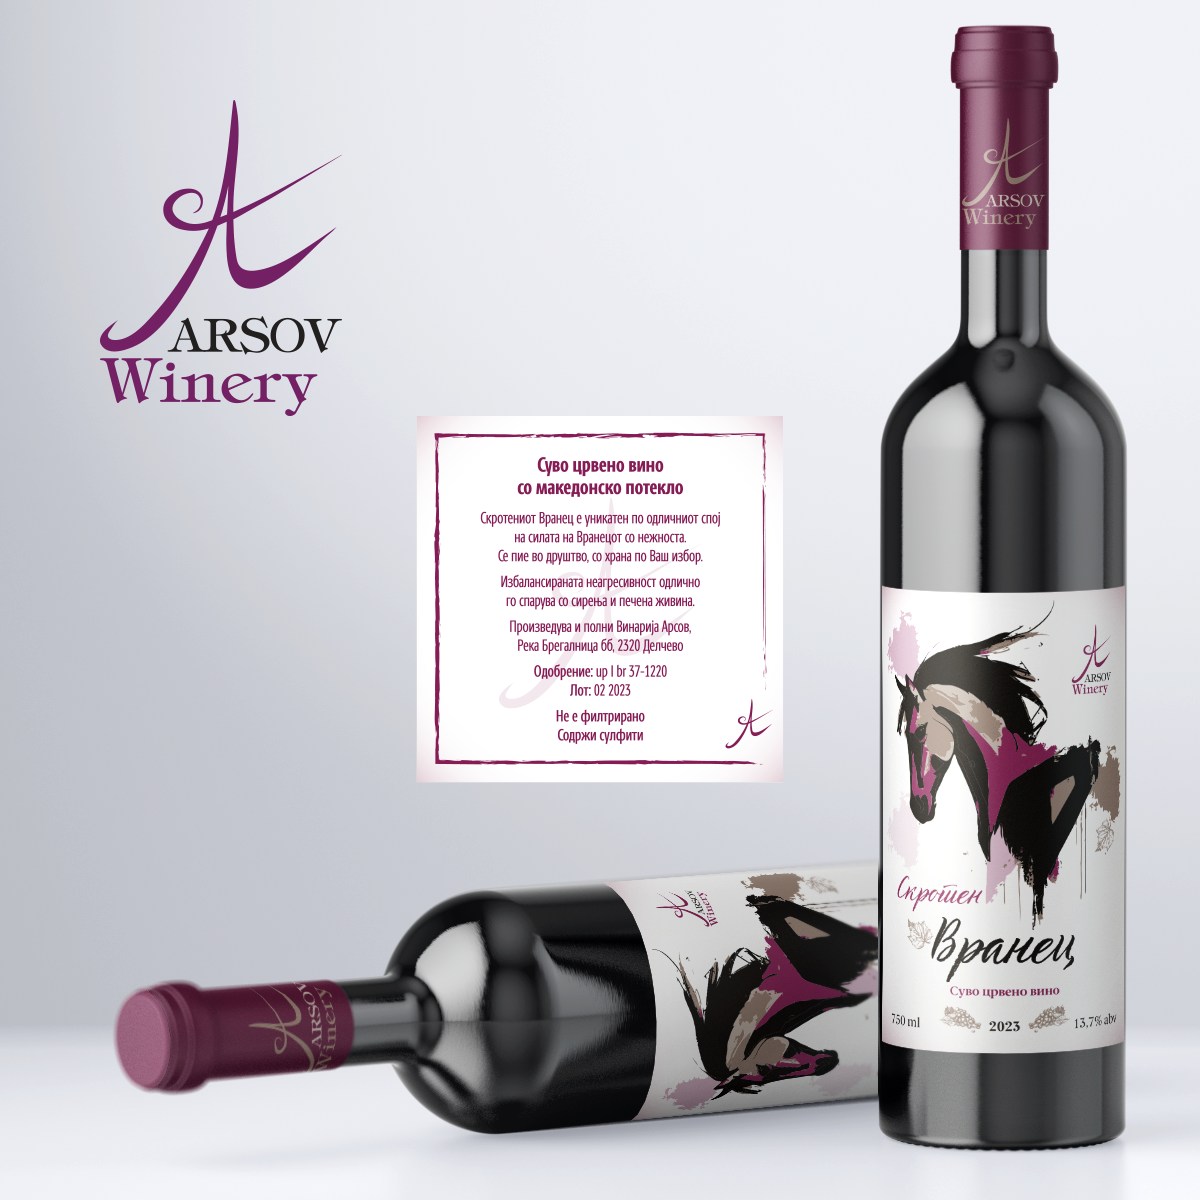 ARSOV
Winery
Суво црвено вино
со македонско потекло
Скротениот Вранец е уникатен по одличниот спој
на силата на Вранецот со нежноста.
Се пие во друштво, со храна по Ваш избор.
Избалансираната неагресивност одлично
го спарува со сирења и печена живина.
Произведува и полни Винарија Арсов,
Река Брегалница бб, 2320 Делчево
Одобрение: up I br 37-1220
Лот: 02 2023
Не е филтрирано
Содржи сулфити
ARSOV
Winery
ARSOV
Winery
Скротен
Вранец
Суво црвено вино
750 ml
2023
13,7% abv
ARSOV
Winery
ARSOV
Winery